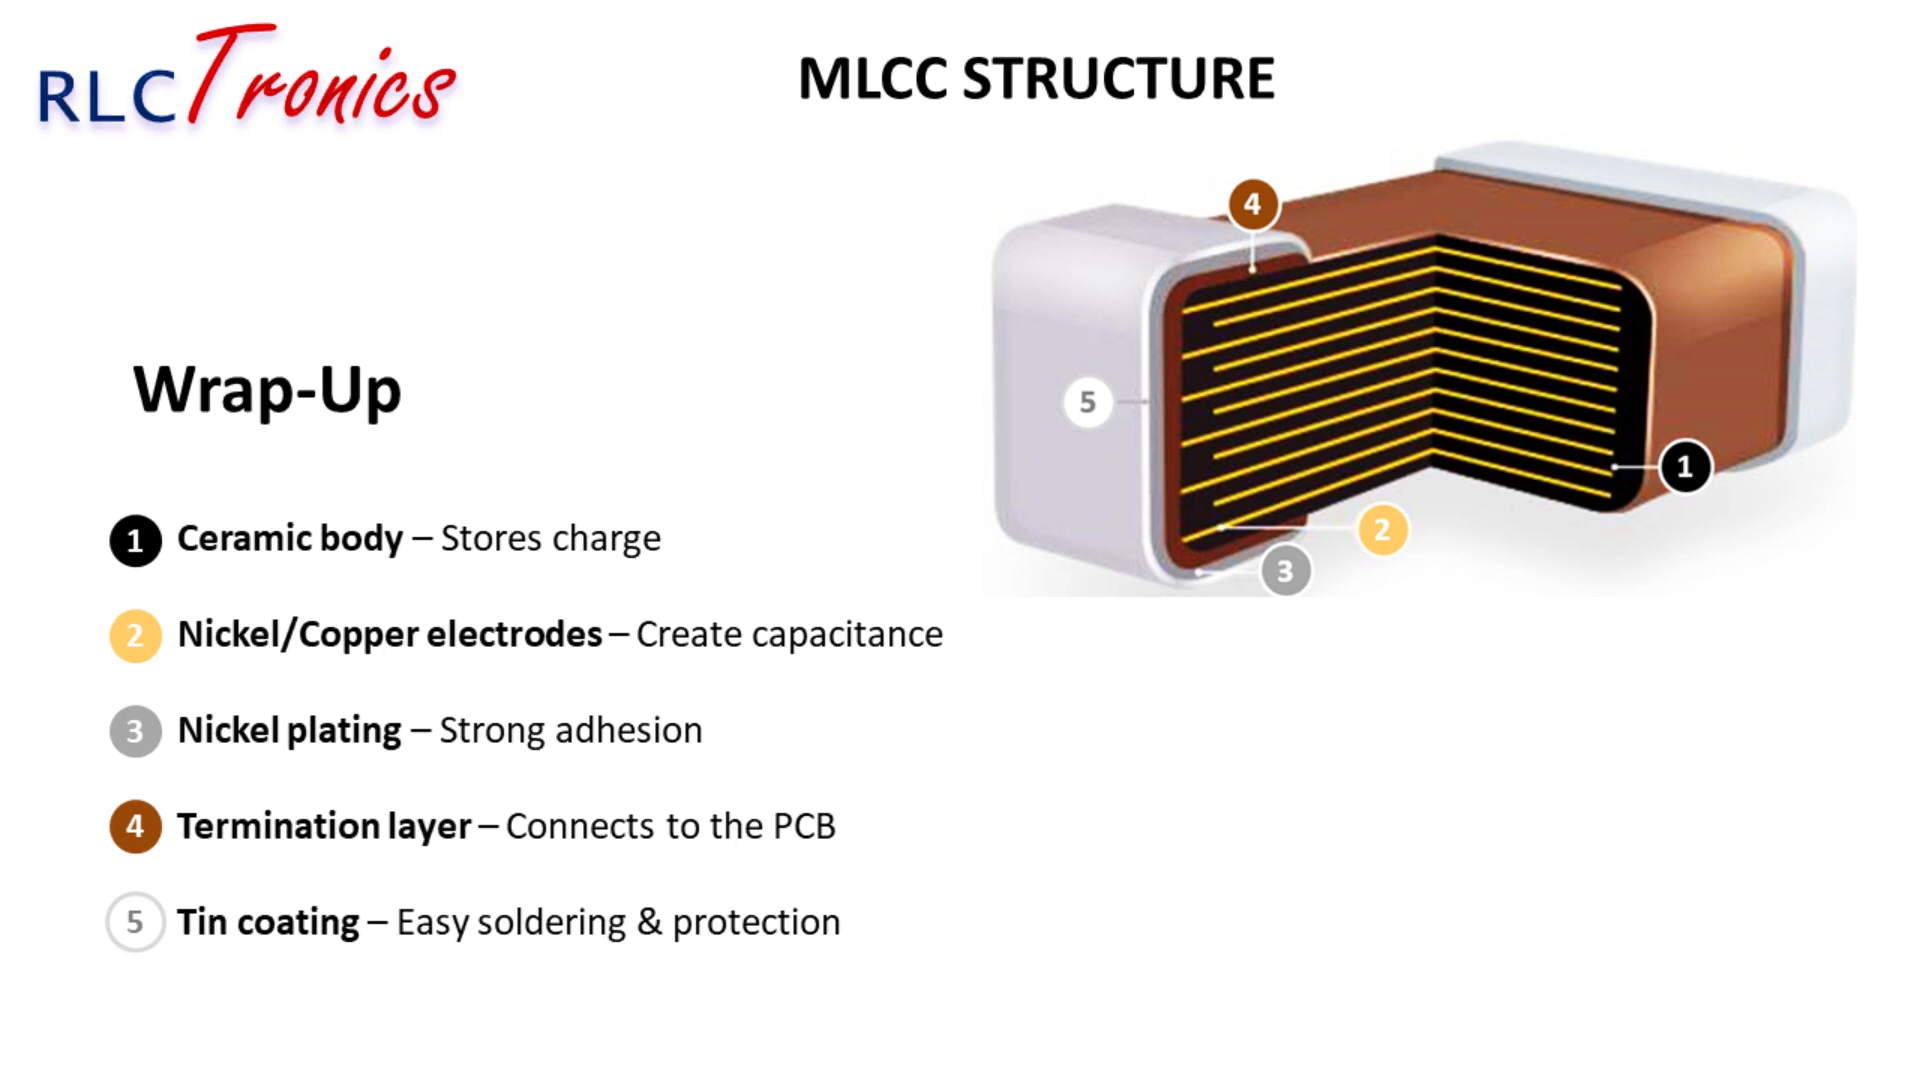 RLCTronics
MLCC STRUCTURE
4
5
1
2
3
Wrap-Up
1 Ceramic body – Stores charge
2 Nickel/Copper electrodes – Create capacitance
3 Nickel plating – Strong adhesion
4 Termination layer – Connects to the PCB
5 Tin coating – Easy soldering & protection